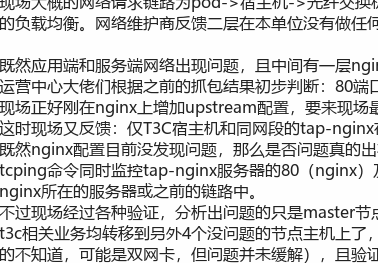 现场大概的网络请求链路为pod->宿主机->光纤交换机
的负载均衡。网络维护商反馈二层在本单位没有做任何
既然应用端和服务端网络出现问题，且中间有一层ngin
运营中心大佬们根据之前的抓包结果初步判断：80端口
现场正好刚在nginx上增加upstream配置，要来现场最
这时现场又反馈：仅T3C宿主机和同网段的tap-nginx有
既然nginx配置目前没发现问题，那么是否问题真的出
tcping命令同时监控tap-nginx服务器的80（nginx）及
nginx所在的服务器或之前的链路中。
不过现场经过各种验证，分析出问题的只是master节点
t3c相关业务均转移到另外4个没问题的节点主机上了，
的不知道，可能是双网卡，但问题并未缓解），且验证